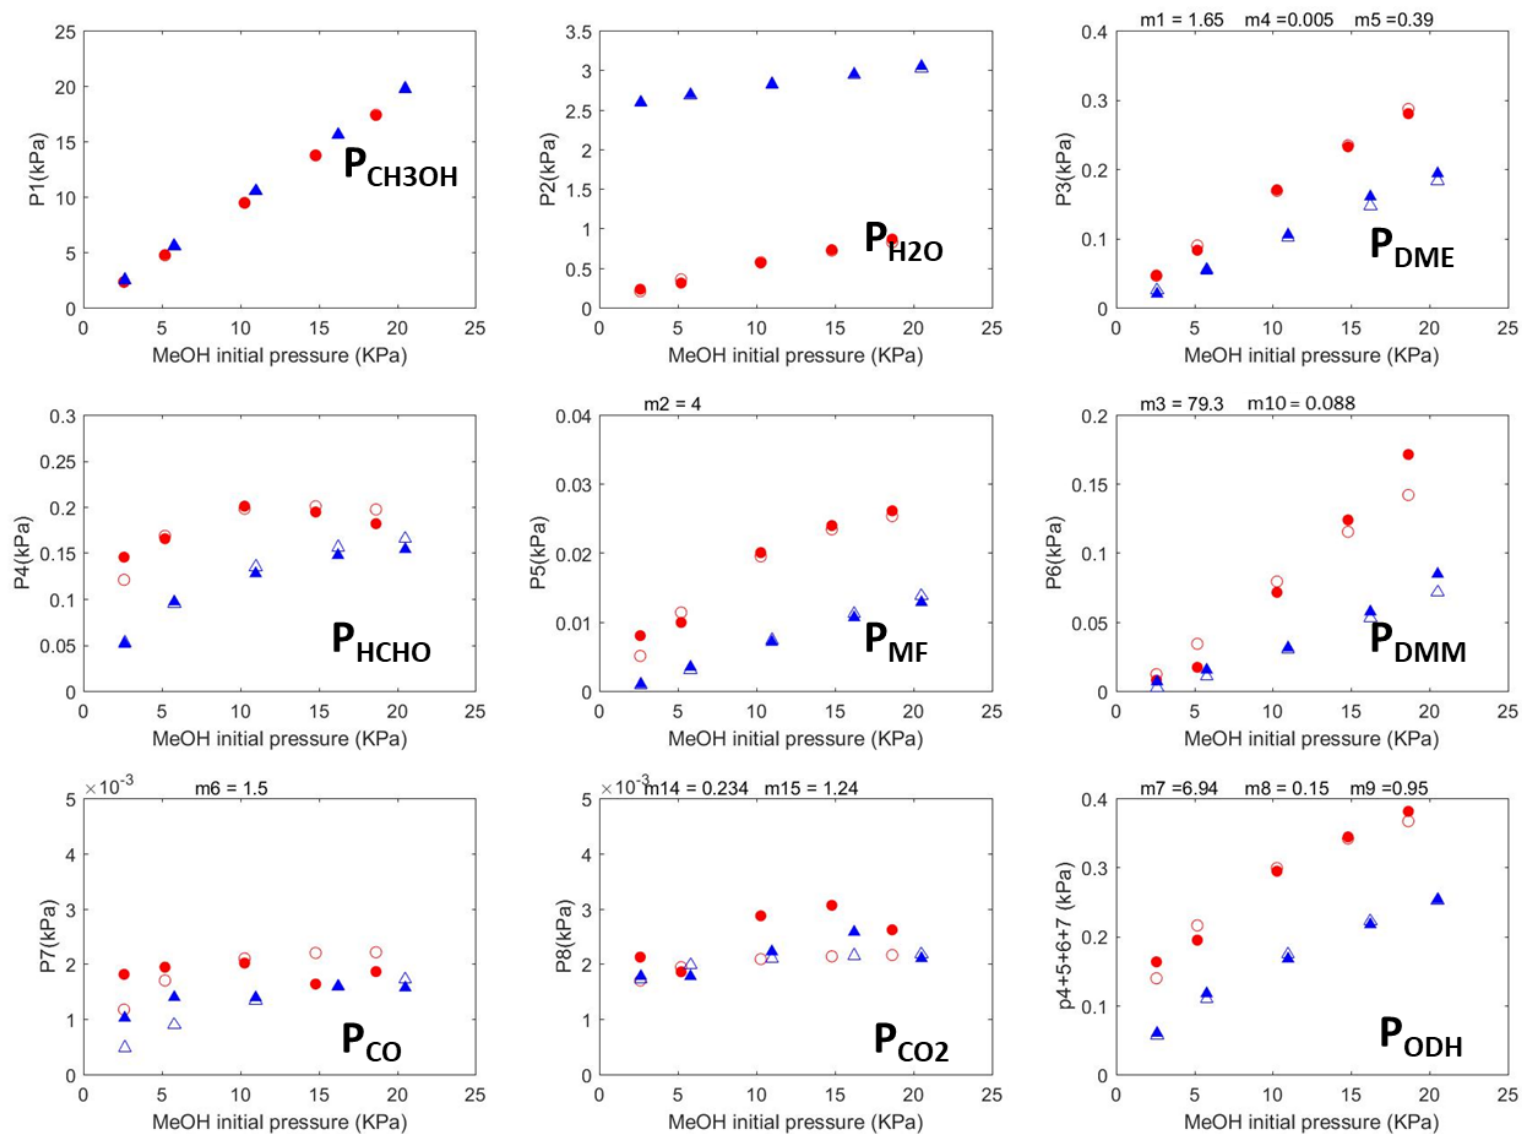 m1 = 1.65 m4 =0.005 m5 =0.39
25
20
15
10
5
0
P1(kPa)
P CH3OH
0 5 10 15 20 25
MeOH initial pressure (KPa)
3.5
3
2.5
2
1.5
1
0.5
0
P2(kPa)
P H2O
0 5 10 15 20 25
MeOH initial pressure (KPa)
0.4
0.3
0.2
0.1
0
P3(kPa)
P DME
0 5 10 15 20 25
MeOH initial pressure (KPa)
0.3
0.25
0.2
0.15
0.1
0.05
0
P4(kPa)
P HCHO
0 5 10 15 20 25
MeOH initial pressure (KPa)
m2 = 4
0.04
0.03
0.02
0.01
0
P5(kPa)
P MF
0 5 10 15 20 25
MeOH initial pressure (KPa)
m3 = 79.3 m10 = 0.088
0.2
0.15
0.1
0.05
0
P6(kPa)
P DMM
0 5 10 15 20 25
MeOH initial pressure (KPa)
×10-3 m6 = 1.5
5
4
3
2
1
0
P7(kPa)
P CO
0 5 10 15 20 25
MeOH initial pressure (KPa)
×10-3 m14 = 0.234 m15 = 1.24
5
4
3
2
1
0
P8(kPa)
P CO2
0 5 10 15 20 25
MeOH initial pressure (KPa)
m7 =6.94 m8 = 0.15 m9 =0.95
0.4
0.3
0.2
0.1
0
p4+5+6+7 (kPa)
P ODH
0 5 10 15 20 25
MeOH initial pressure (KPa)